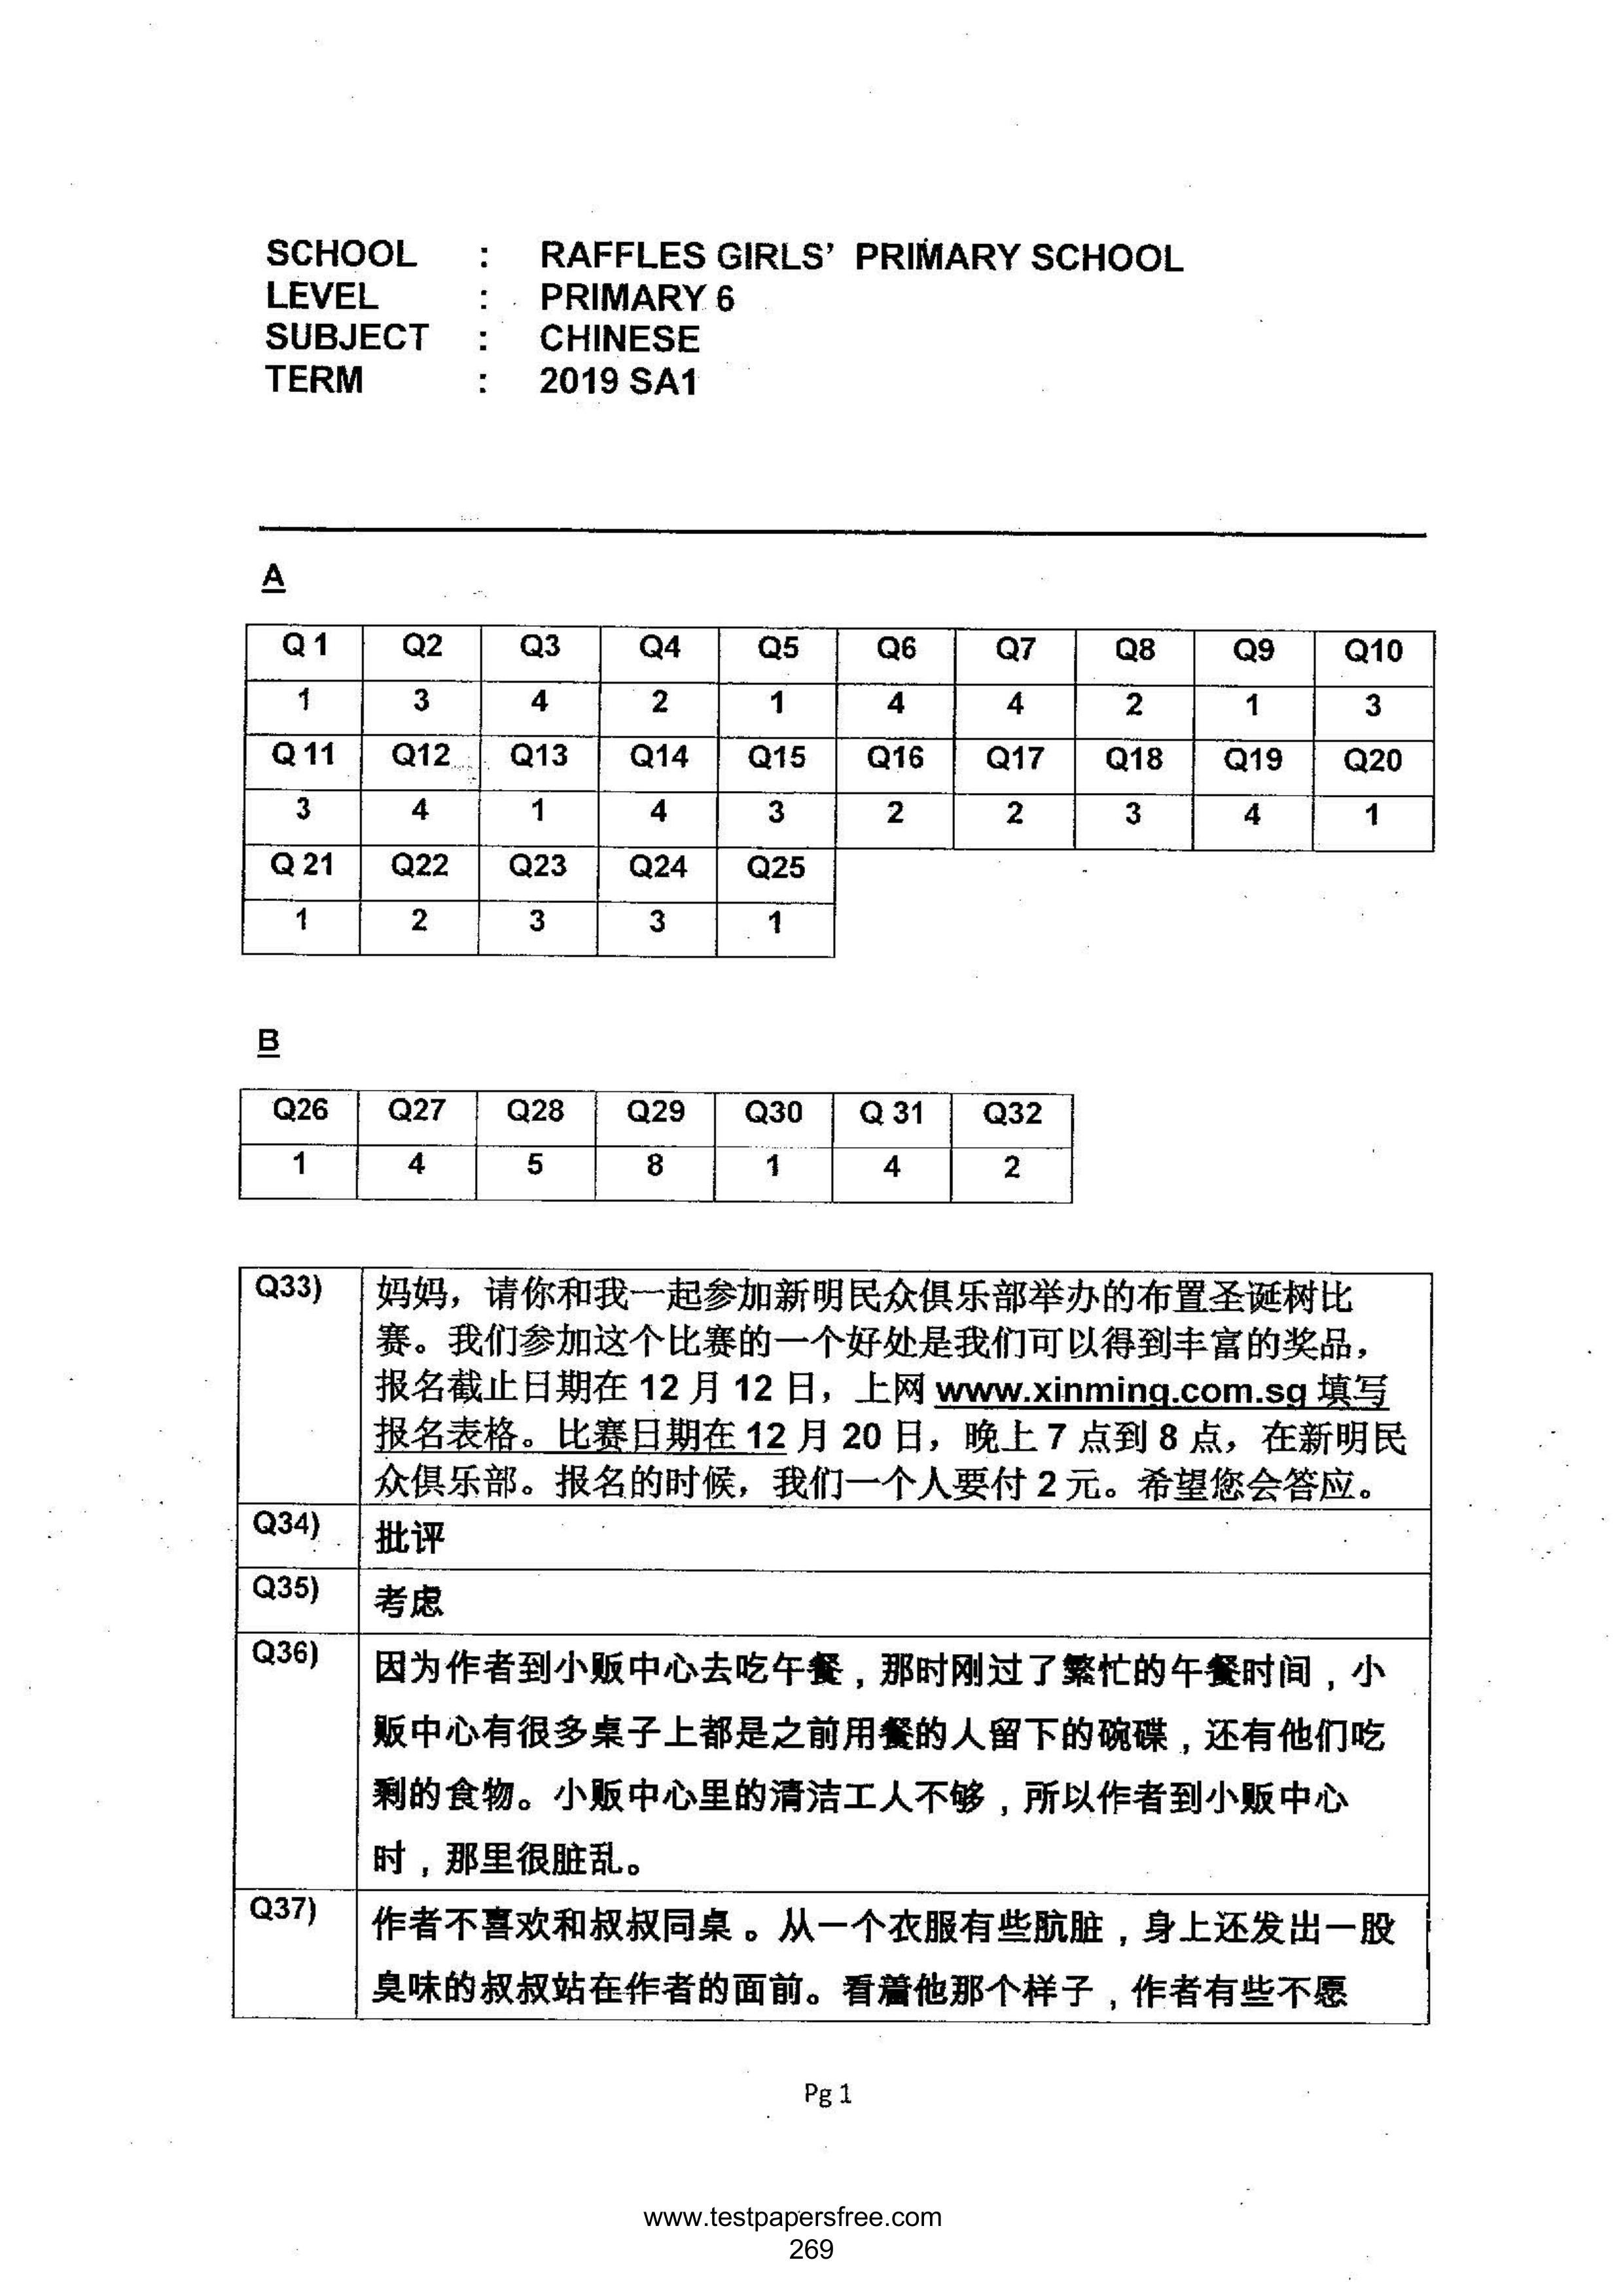 SCHOOL : RAFFLES GIRLS' PRIMARY SCHOOL
LEVEL : PRIMARY 6
SUBJECT : CHINESE
TERM : 2019 SA1
A
Q 1 Q2 Q3 Q4 Q5 Q6 Q7 Q8 Q9 Q10
1 3 4 2 1 4 4 2 1 3
Q 11 Q12 Q13 Q14 Q15 Q16 Q17 Q18 Q19 Q20
3 4 1 4 3 2 2 3 4 1
Q 21 Q22 Q23 Q24 Q25
1 2 3 3 1
B
Q26 Q27 Q28 Q29 Q30 Q 31 Q32
1 4 5 8 1 4 2
Q33) 妈妈，请你和我一起参加新明民众俱乐部举办的布置圣诞树比
赛。我们参加这个比赛的一个好处是我们可以得到丰富的奖品，
报名截止日期在 12 月 12 日，上网 www.xinming.com.sg 填写
报名表格。比赛日期在 12 月 20 日，晚上 7 点到 8 点，在新明民
众俱乐部。报名的时候，我们一个人要付 2 元。希望您会答应。
Q34) 批评
Q35) 考虑
Q36) 因为作者到小贩中心去吃午餐，那时刚过了繁忙的午餐时间，小
贩中心有很多桌子上都是之前用餐的人留下的碗碟，还有他们吃
剩的食物。小贩中心里的清洁工人不够，所以作者到小贩中心
时，那里很脏乱。
Q37) 作者不喜欢和叔叔同桌。从一个衣服有些肮脏，身上还发出一股
臭味的叔叔站在作者的面前。看着他那个样子，作者有些不愿
Pg 1
www.testpapersfree.com
269